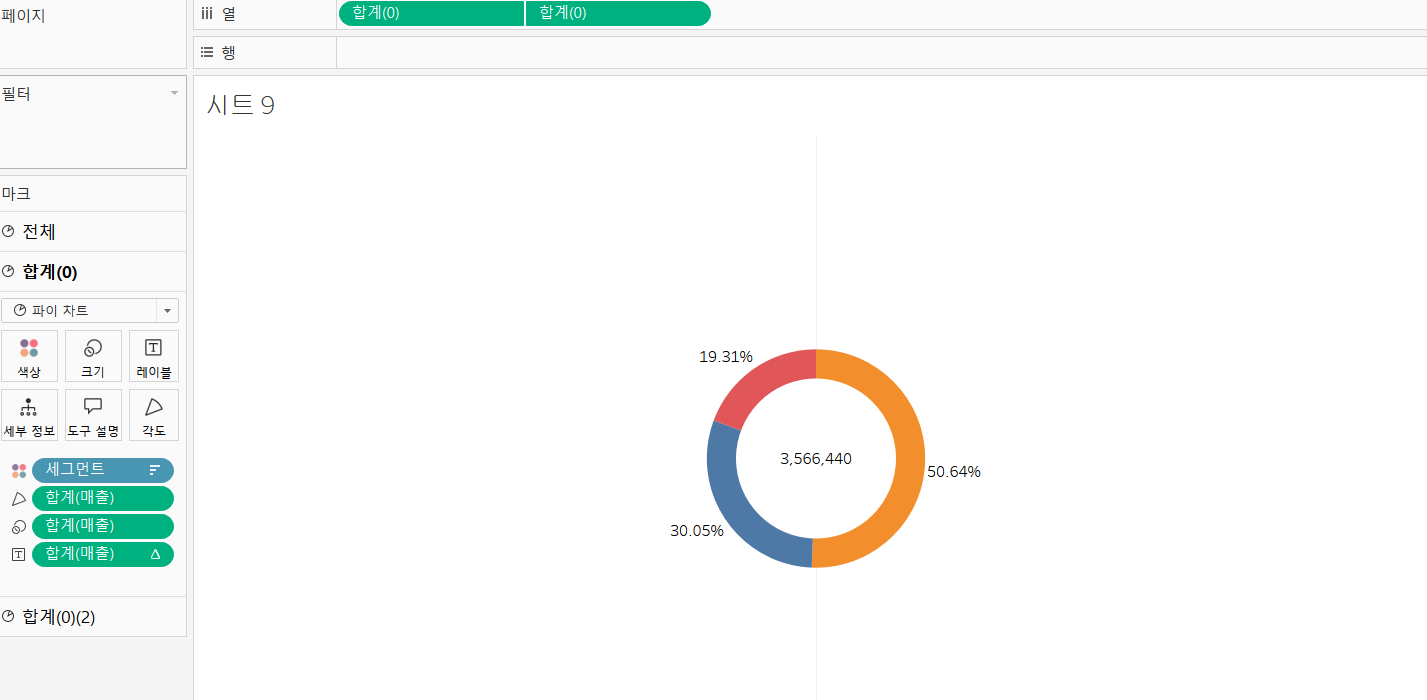 페이지
열 합계(0) 합계(0)
행
필터
시트 9
마크
전체
합계(0)
파이 차트
색상 크기 레이블
세부 정보 도구 설명 각도
세그먼트
합계(매출)
합계(매출)
합계(매출)
합계(0)(2)
19.31%
3,566,440
50.64%
30.05%